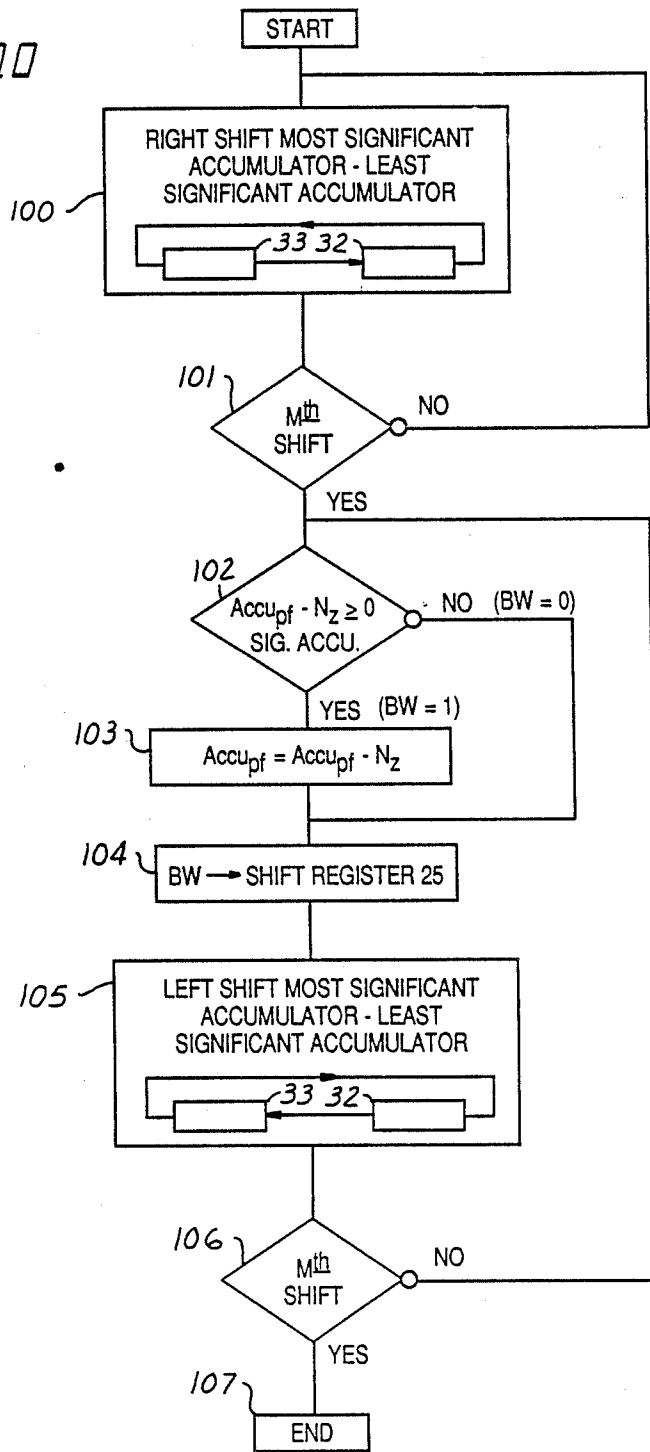 START
100
RIGHT SHIFT MOST SIGNIFICANT
ACCUMULATOR - LEAST
SIGNIFICANT ACCUMULATOR
33 32
101
Mth
SHIFT
NO
YES
102
Accupf - Nz ≥ 0
SIG. ACCU.
NO (BW = 0)
YES (BW = 1)
103
Accupf = Accupf - Nz
104
BW → SHIFT REGISTER 25
105
LEFT SHIFT MOST SIGNIFICANT
ACCUMULATOR - LEAST
SIGNIFICANT ACCUMULATOR
33 32
106
Mth
SHIFT
NO
YES
107
END